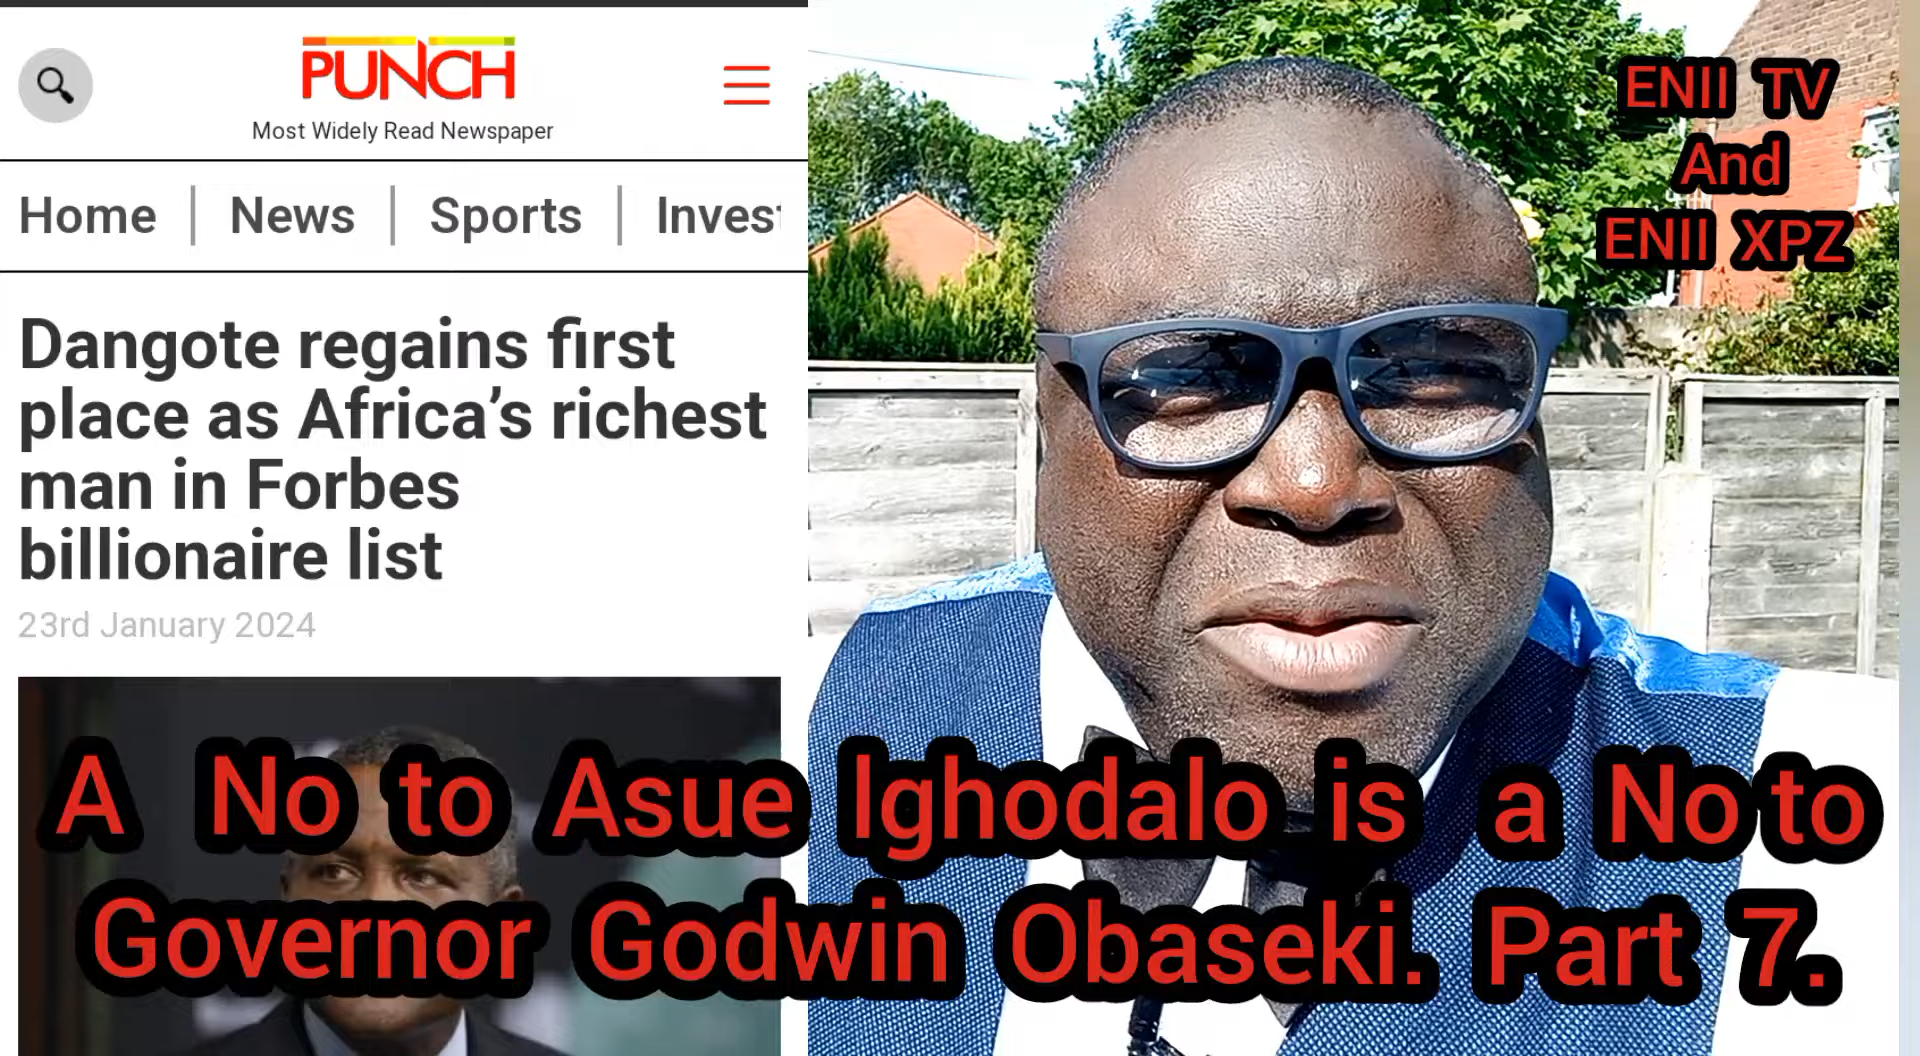 PUNCH
Most Widely Read Newspaper
Home News Sports Invest
Dangote regains first
place as Africa’s richest
man in Forbes
billionaire list
23rd January 2024
ENII TV
And
ENII XPZ
A No to Asue Ighodalo is a No to
Governor Godwin Obaseki. Part 7.